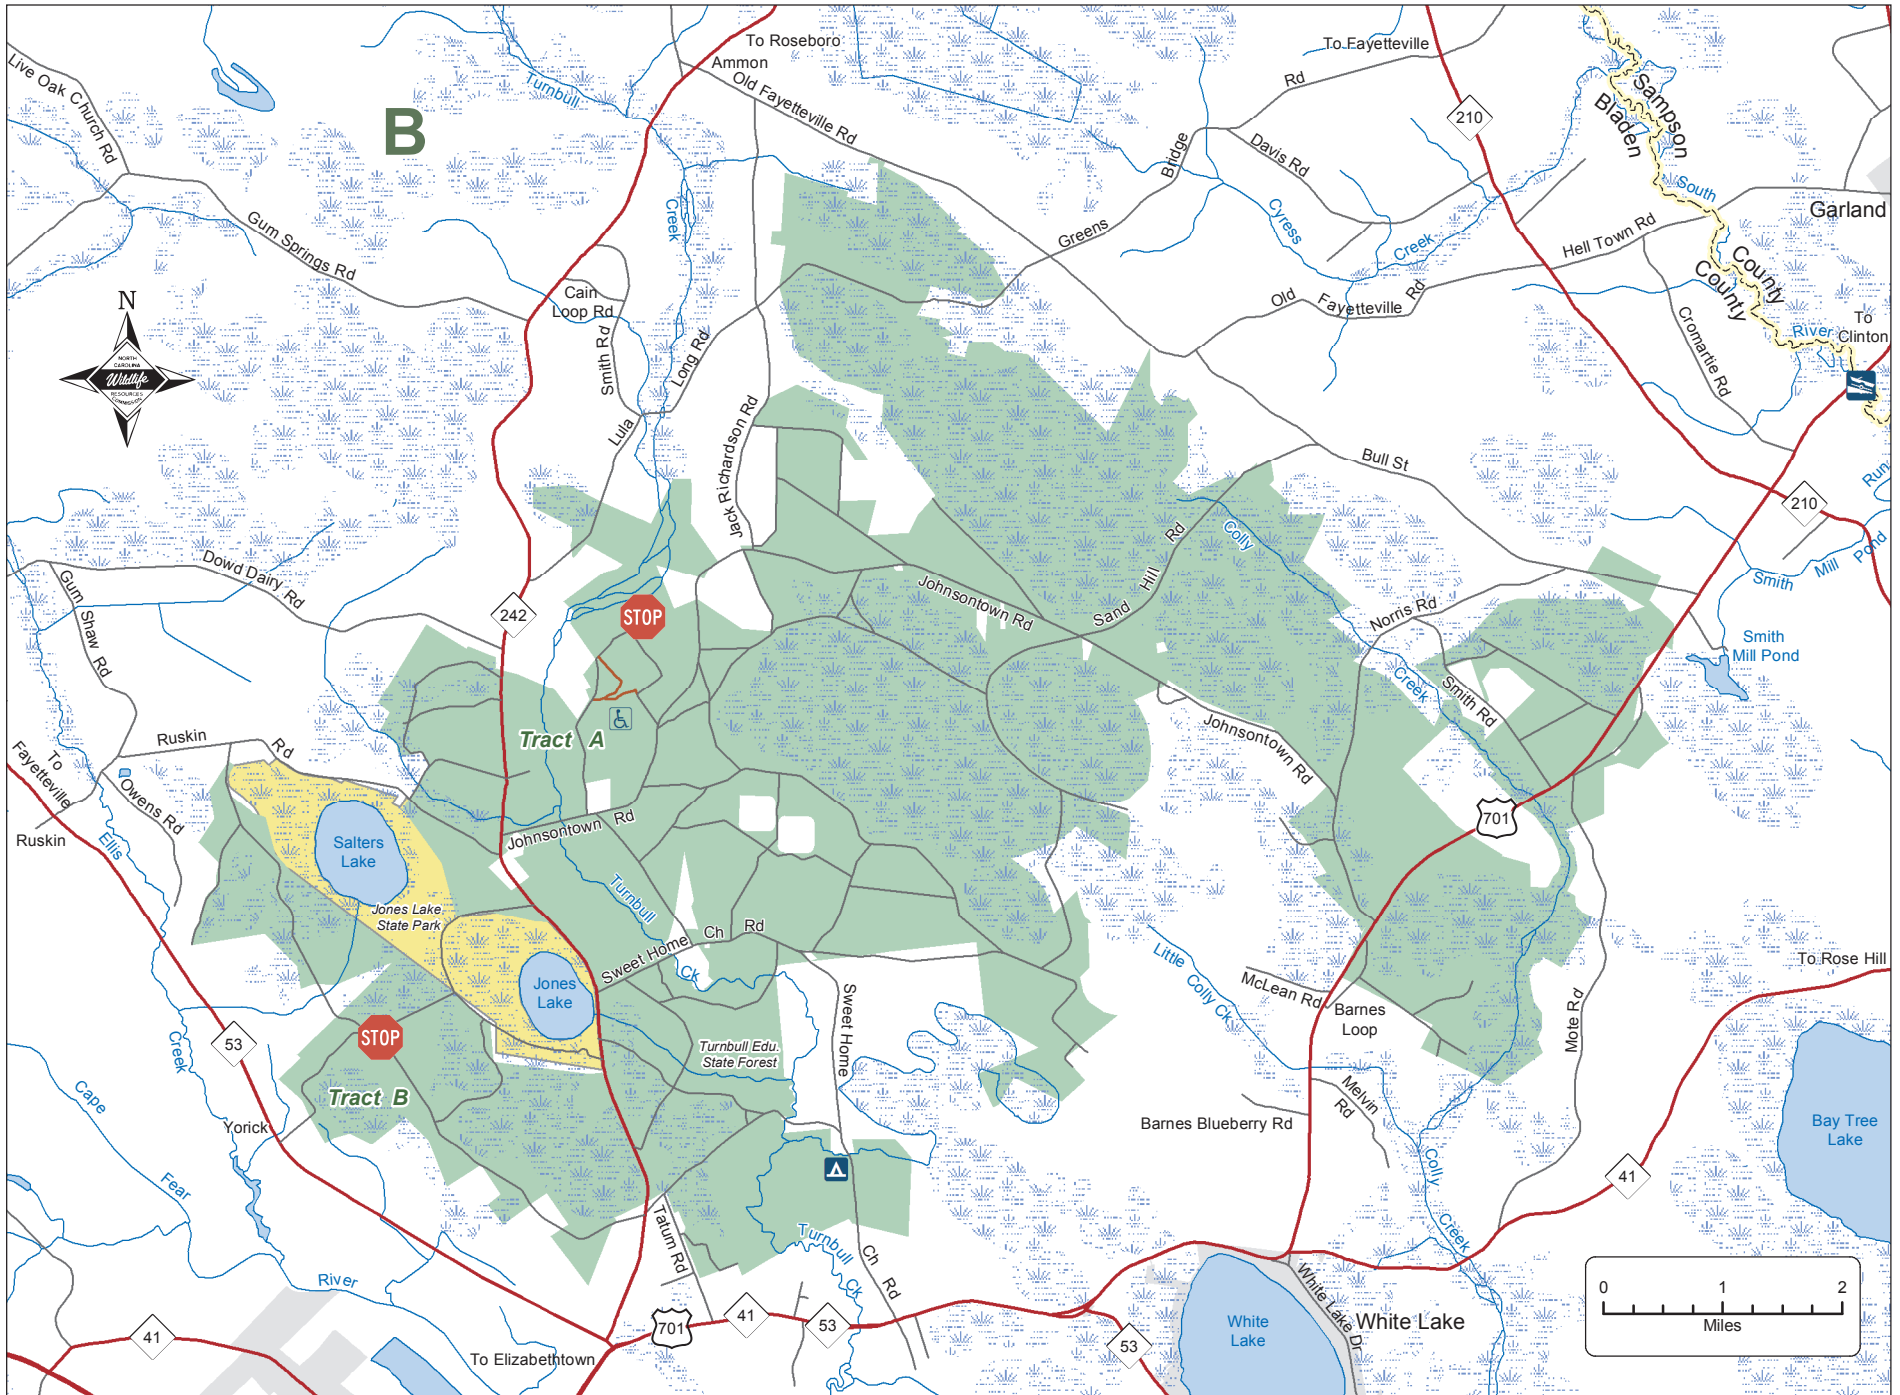 To Roseboro
Ammon
Old Fayetteville Rd
To Fayetteville
Rd
210
Sampson
Bladen
Live Oak Church Rd
B
Turnbull
Creek
Bridge
Davis Rd
South
Garland
Gum Springs Rd
Greens
Cyress
Creek
Hell Town Rd
County
County
N
NORTH
CAROLINA
Wildlife
RESOURCES
COMMISSION
Cain
Loop Rd
Smith Rd
Long Rd
Old
Fayetteville
Rd
Cromartie Rd
River
To
Clinton
Lula
Jack Richardson Rd
Bull St
Run
210
Colly
Rd
Hill
Sand
Johnsontown Rd
Smith
Mill
Pond
Dowd Dairy Rd
Gum Shaw Rd
242
STOP
Norris Rd
Smith
Mill Pond
Creek
Smith Rd
Tract A
Johnsontown Rd
Ruskin
Rd
To
Fayetteville
Owens Rd
Ruskin
Ellis
Salters
Lake
Johnsontown Rd
701
Turnbull
Jones Lake
State Park
Sweet Home
Ch
Rd
Ck
Little Colly Ck
To Rose Hill
Jones
Lake
McLean Rd
Barnes
Loop
Mote Rd
Sweet Home
53
Creek
STOP
Turnbull Edu.
State Forest
Tract B
Cape
Yorick
Melvin
Rd
Barnes Blueberry Rd
Bay Tree
Lake
Colly
41
Fear
Tatum Rd
Turnbull
Ck
Ch
Rd
Creek
River
41
701
41
53
To Elizabethtown
53
White
Lake
White Lake Dr
White Lake
0
1
2
Miles